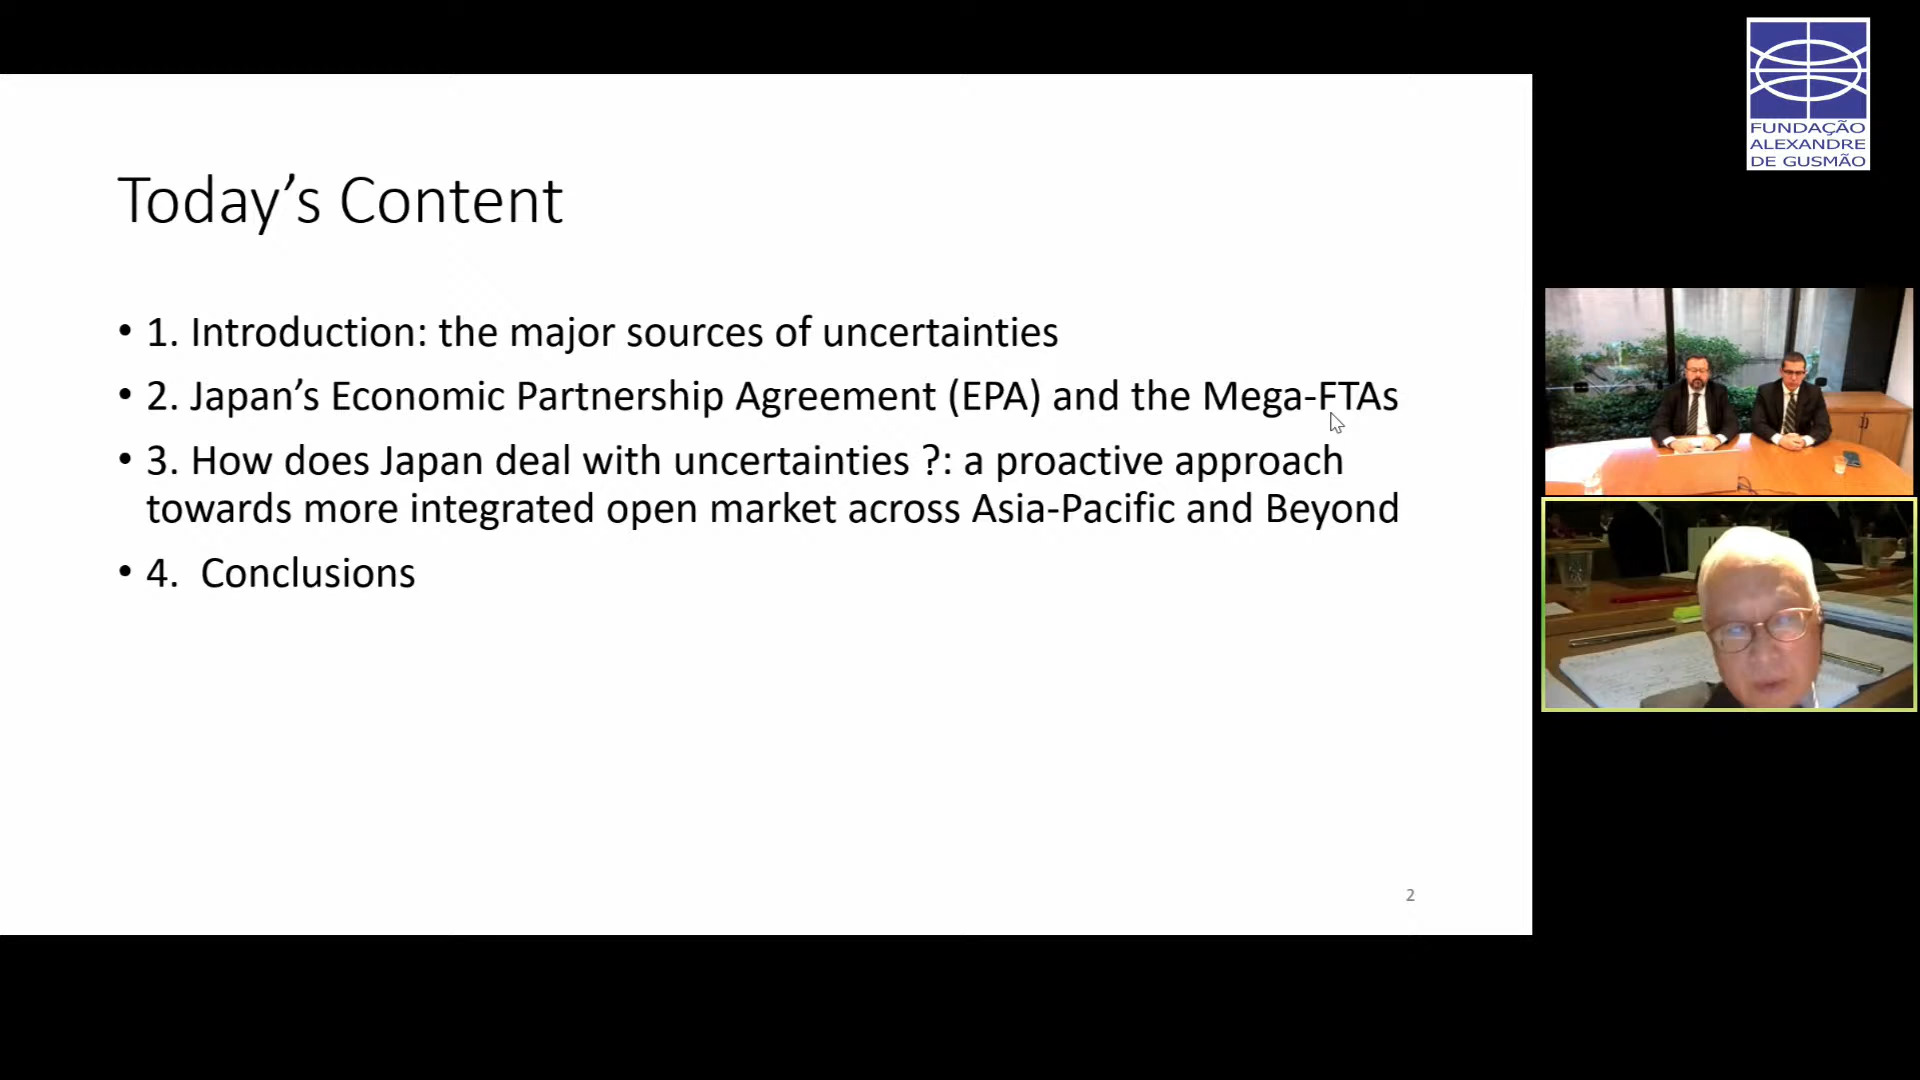 Today’s Content
• 1. Introduction: the major sources of uncertainties
• 2. Japan’s Economic Partnership Agreement (EPA) and the Mega-FTAs
• 3. How does Japan deal with uncertainties ?: a proactive approach
towards more integrated open market across Asia-Pacific and Beyond
• 4. Conclusions
2
FUNDAÇÃO
ALEXANDRE
DE GUSMÃO